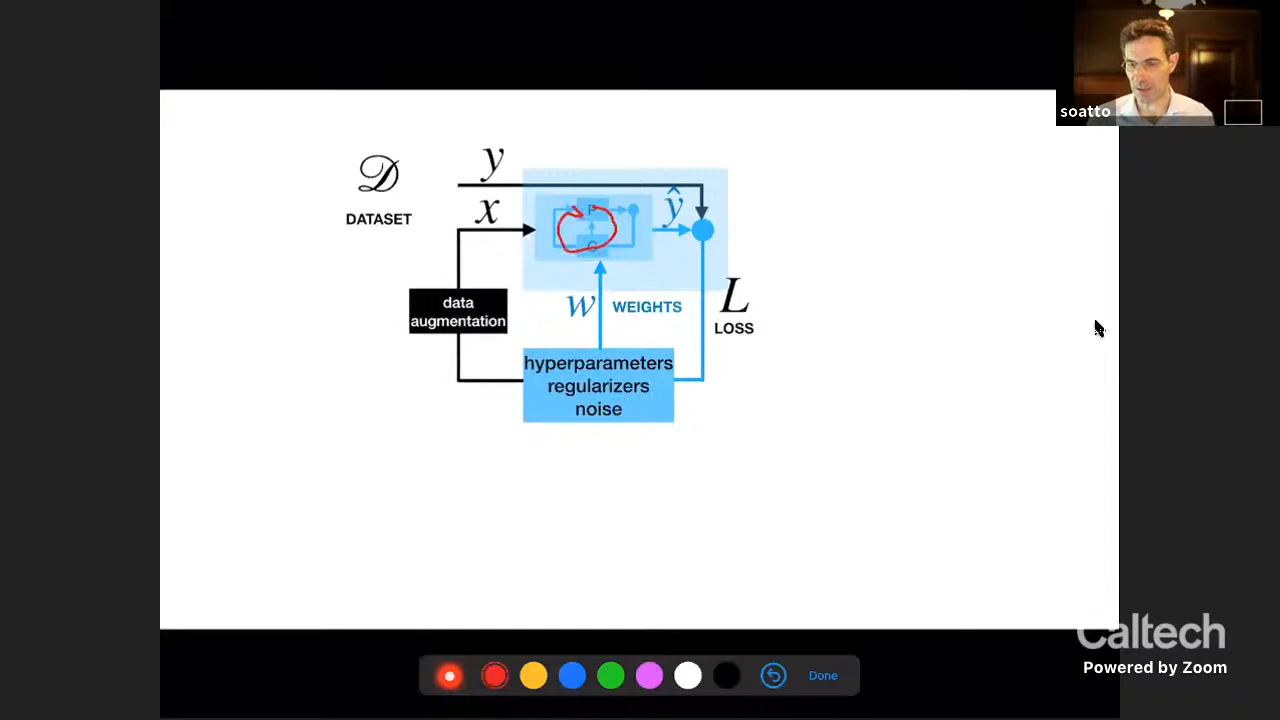 soatto
𝒟
DATASET
y
x
P
C
ŷ
w
WEIGHTS
L
LOSS
data
augmentation
hyperparameters
regularizers
noise
Caltech
Powered by Zoom
Done